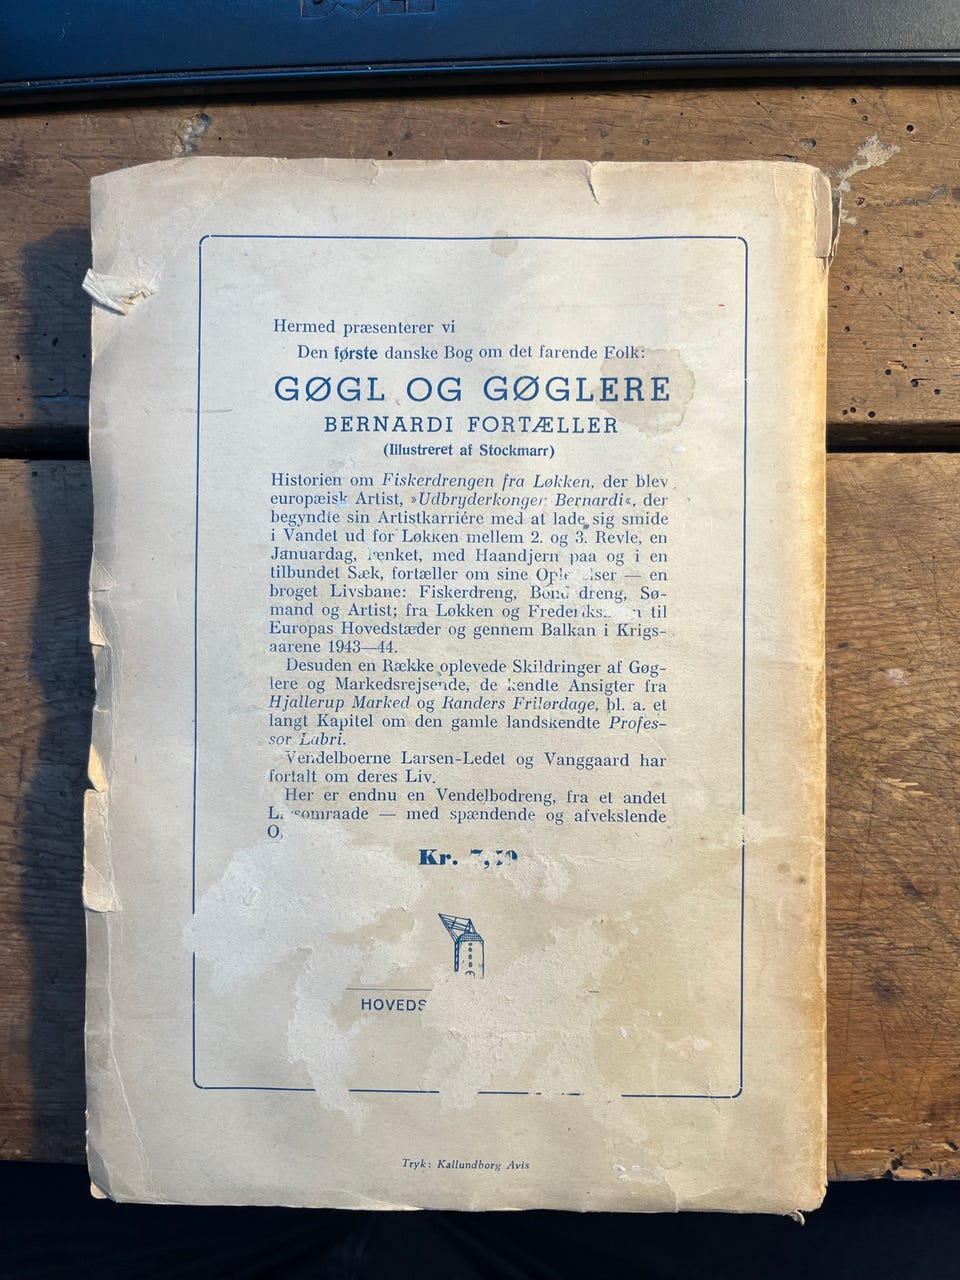 Hermed præsenterer vi
Den første danske Bog om det farende Folk:
GØGL OG GØGLERE
BERNARDI FORTÆLLER
(Illustreret af Stockmarr)
Historien om Fiskerdrengen fra Løkken, der blev
europæisk Artist, »Udbryderkongen Bernardi«, der
begyndte sin Artistkarriére med at lade sig smide
i Vandet ud for Løkken mellem 2. og 3. Revle, en
Januardag, lænket, med Haandjern paa og i en
tilbundet Sæk, fortæller om sine — en
broget Livsbane: Fiskerdreng, Sø-
mand og Artist; fra Løkken og til
Europas Hovedstæder og gennem Balkan i Krigs-
aarene 1943—44.
Desuden en Række oplevede Skildringer af Gøg-
lere og Markedsrejsende, de kendte Ansigter fra
Hjallerup Marked og Randers Frilørdage, bl. a. et
langt Kapitel om den gamle landskendte Profes-
sor Labri.
Vendelboerne Larsen-Ledet og Vanggaard har
fortalt om deres Liv.
Her er endnu en Vendelbodreng, fra et andet
— med spændende og afvekslende
Kr.
Tryk: Kallundborg Avis